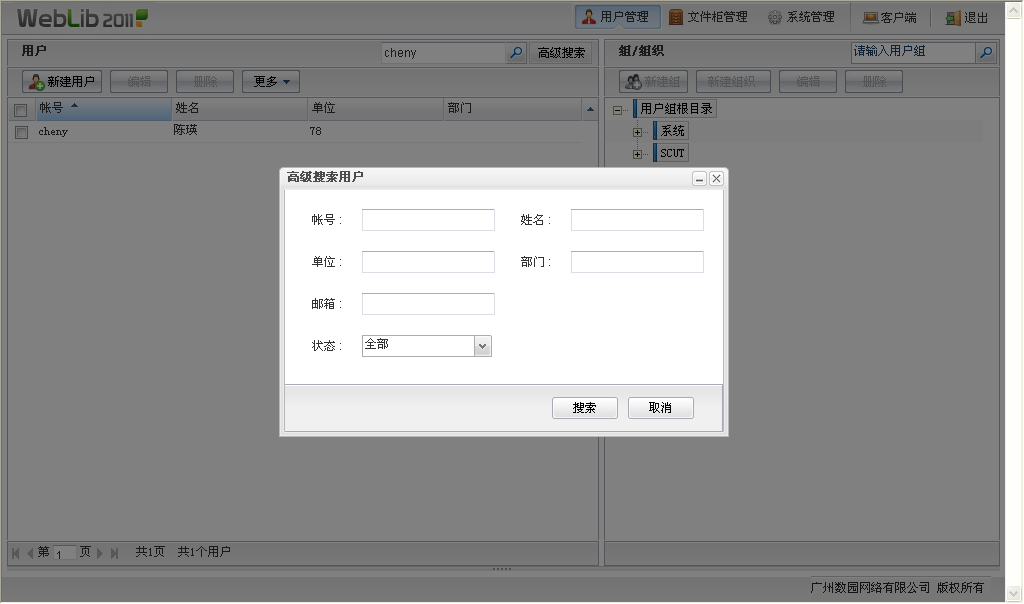 WebLib 2011
用户管理 文件柜管理 系统管理 客户端 退出
用户 cheny 高级搜索
组/组织 请输入用户组
新建用户 编辑 删除 更多
新建组 新建组织 编辑 删除
帐号 姓名 单位 部门
cheny 陈瑛 78
用户组根目录
系统
SCUT
高级搜索用户
帐号 : 姓名 :
单位 : 部门 :
邮箱 :
状态 : 全部
搜索 取消
第 1 页 共1页 共1个用户
广州数园网络有限公司 版权所有